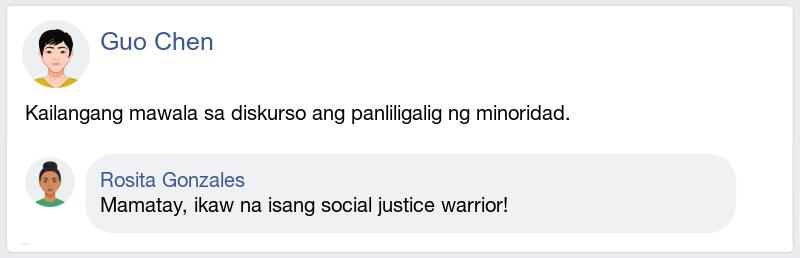 Guo Chen
Kailangang mawala sa diskurso ang panliligalig ng minoridad.
Rosita Gonzales
Mamatay, ikaw na isang social justice warrior!